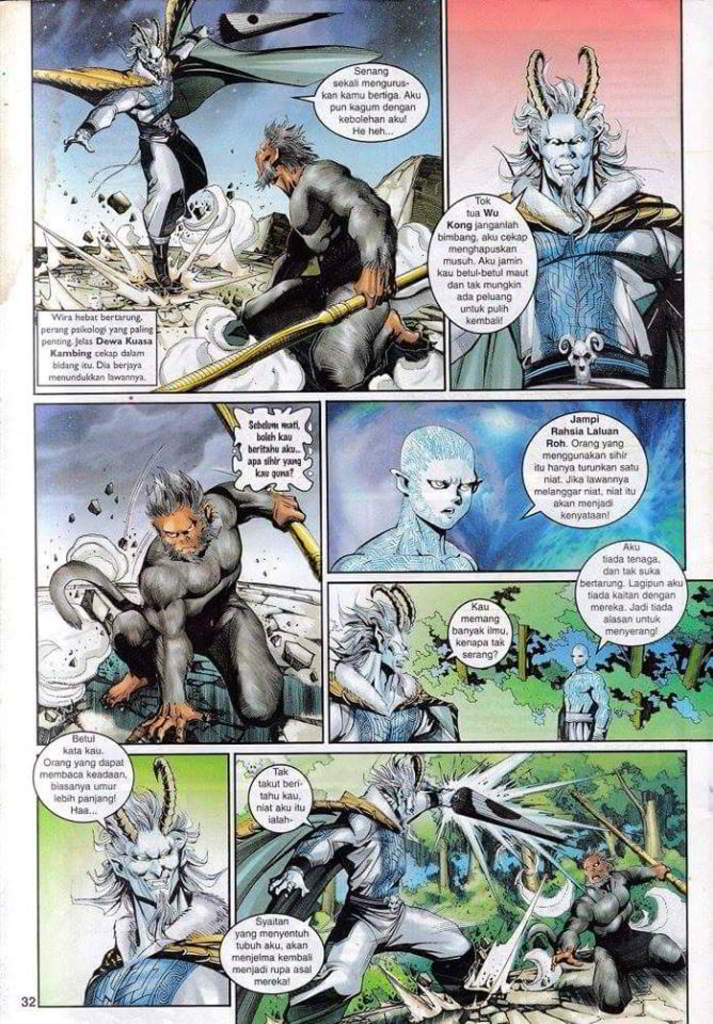 Senang
sekali mengurus-
kan kamu bertiga. Aku
pun kagum dengan
kebolehan aku!
He heh...
Wira hebat bertarung,
perang psikologi yang paling
penting. Jelas Dewa Kuasa
Kambing cekap dalam
bidang itu. Dia berjaya
menundukkan lawannya.
Tok
tua Wu
Kong janganlah
bimbang, aku cekap
menghapuskan
musuh. Aku jamin
kau betul-betul maut
dan tak mungkin
ada peluang
untuk pulih
kembali!
Sebelum mati,
boleh kau
beritahu aku...
apa sihir yang
kau guna?
Jampi
Rahsia Laluan
Roh. Orang yang
menggunakan sihir
itu hanya turunkan satu
niat. Jika lawannya
melanggar niat, niat itu
akan menjadi
kenyataan!
Kau
memang
banyak ilmu,
kenapa tak
serang?
Aku
tiada tenaga,
dan tak suka
bertarung. Lagipun aku
tiada kaitan dengan
mereka. Jadi tiada
alasan untuk
menyerang!
Betul
kata kau.
Orang yang dapat
membaca keadaan,
biasanya umur
lebih panjang!
Haa...
Tak
takut beri-
tahu kau,
niat aku itu
ialah-
Syaitan
yang menyentuh
tubuh aku, akan
menjelma kembali
menjadi rupa asal
mereka!
32